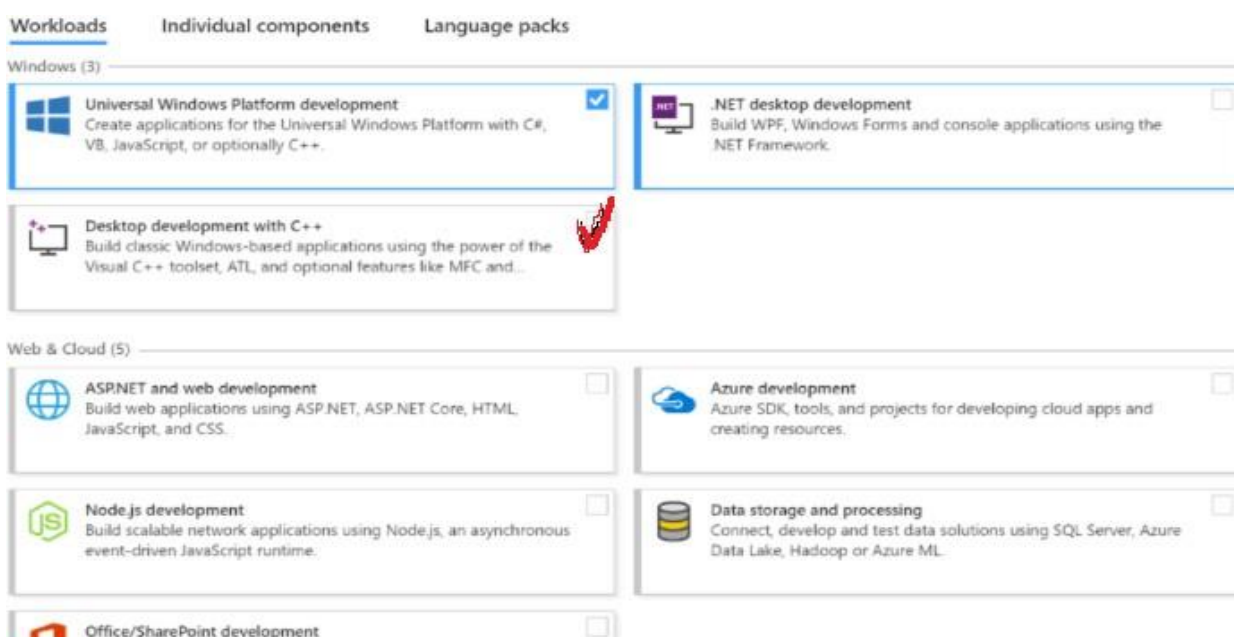 Workloads Individual components Language packs
Windows (3)
Universal Windows Platform development
Create applications for the Universal Windows Platform with C#,
VB, JavaScript, or optionally C++.
.NET desktop development
Build WPF, Windows Forms and console applications using the
.NET Framework.
Desktop development with C++
Build classic Windows-based applications using the power of the
Visual C++ toolset, ATL, and optional features like MFC and...
Web & Cloud (5)
ASP.NET and web development
Build web applications using ASP.NET, ASP.NET Core, HTML,
JavaScript, and CSS.
Azure development
Azure SDK, tools, and projects for developing cloud apps and
creating resources.
JS
Node.js development
Build scalable network applications using Node.js, an asynchronous
event-driven JavaScript runtime.
Data storage and processing
Connect, develop and test data solutions using SQL Server, Azure
Data Lake, Hadoop or Azure ML.
Office/SharePoint development